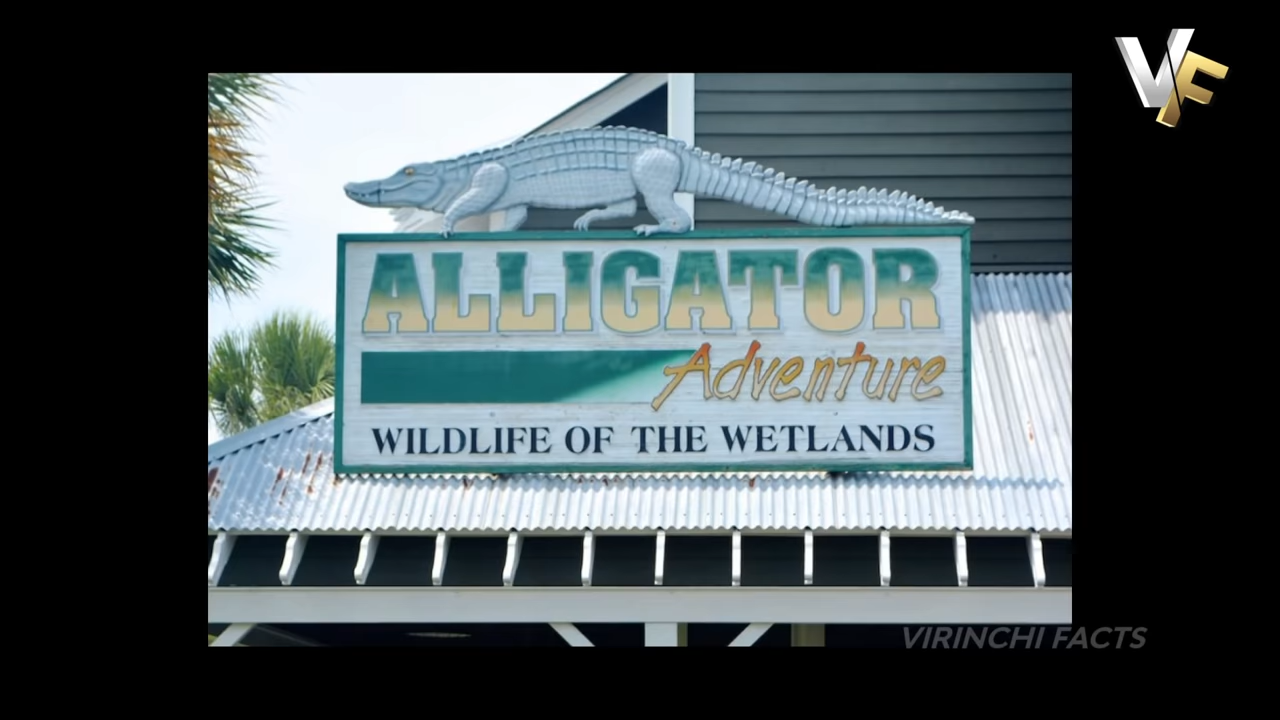 VF
ALLIGATOR
Adventure
WILDLIFE OF THE WETLANDS
VIRINCHI FACTS